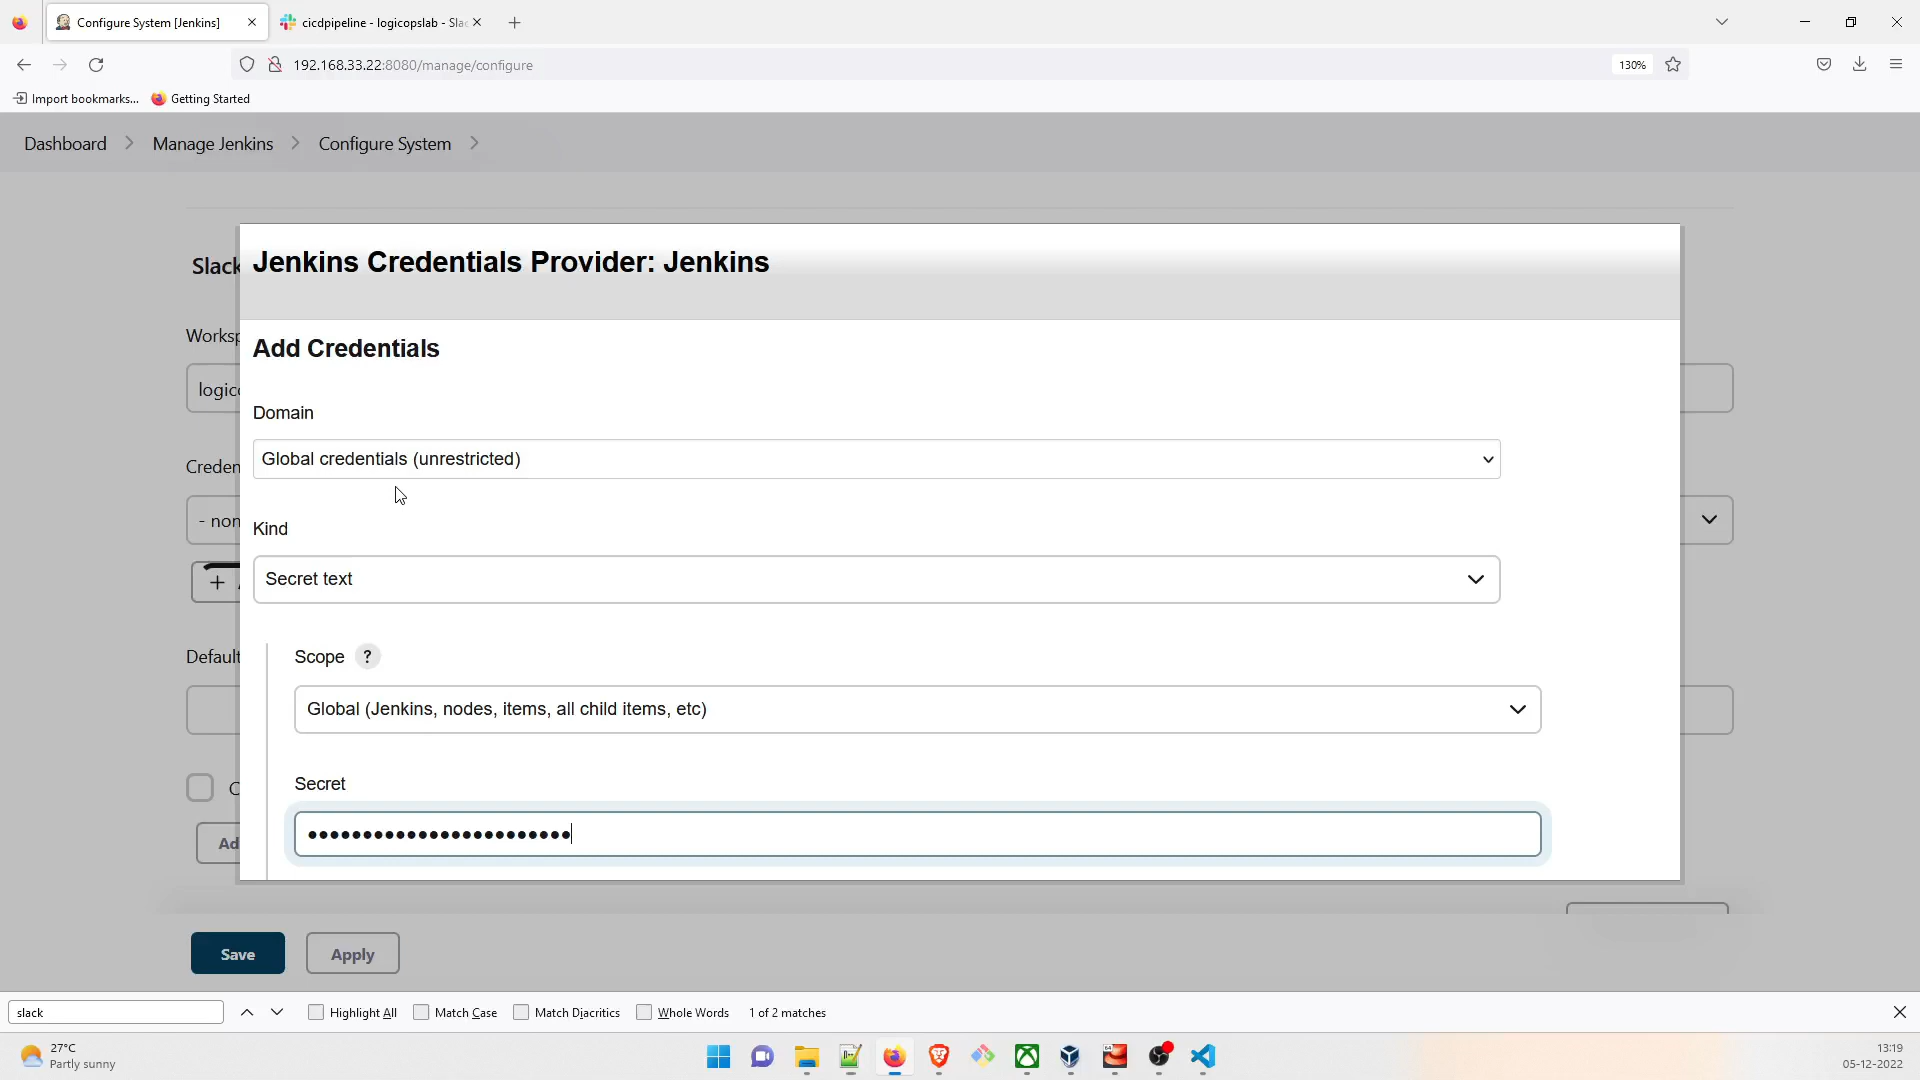 Configure System [Jenkins]
cicdpipeline - logicopslab - Slac
192.168.33.22:8080/manage/configure
130%
Import bookmarks...
Getting Started
Dashboard
Manage Jenkins
Configure System
Slack
Jenkins Credentials Provider: Jenkins
Worksp
Add Credentials
logico
Domain
Global credentials (unrestricted)
Creden
- non
Kind
Secret text
Default
Scope ?
Global (Jenkins, nodes, items, all child items, etc)
Secret
••••••••••••••••••••••••
C
Ad
Save
Apply
slack
Highlight All
Match Case
Match Diacritics
Whole Words
1 of 2 matches
27°C
Partly sunny
13:19
05-12-2022